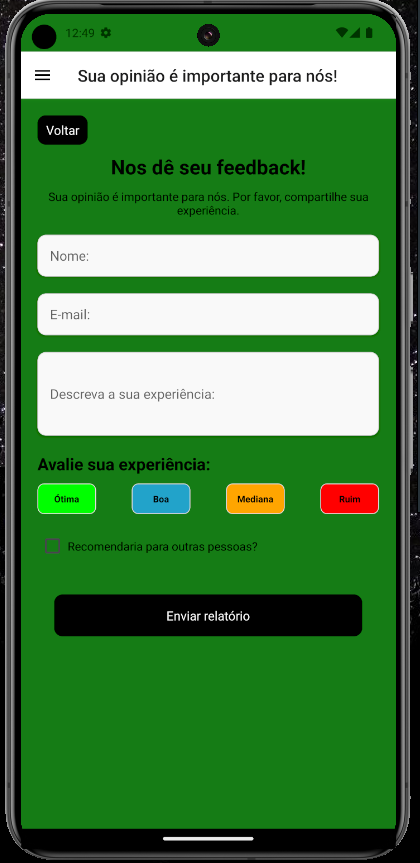 12:49
Sua opinião é importante para nós!
Voltar
Nos dê seu feedback!
Sua opinião é importante para nós. Por favor, compartilhe sua
experiência.
Nome:
E-mail:
Descreva a sua experiência:
Avalie sua experiência:
Ótima Boa Mediana Ruim
Recomendaria para outras pessoas?
Enviar relatório